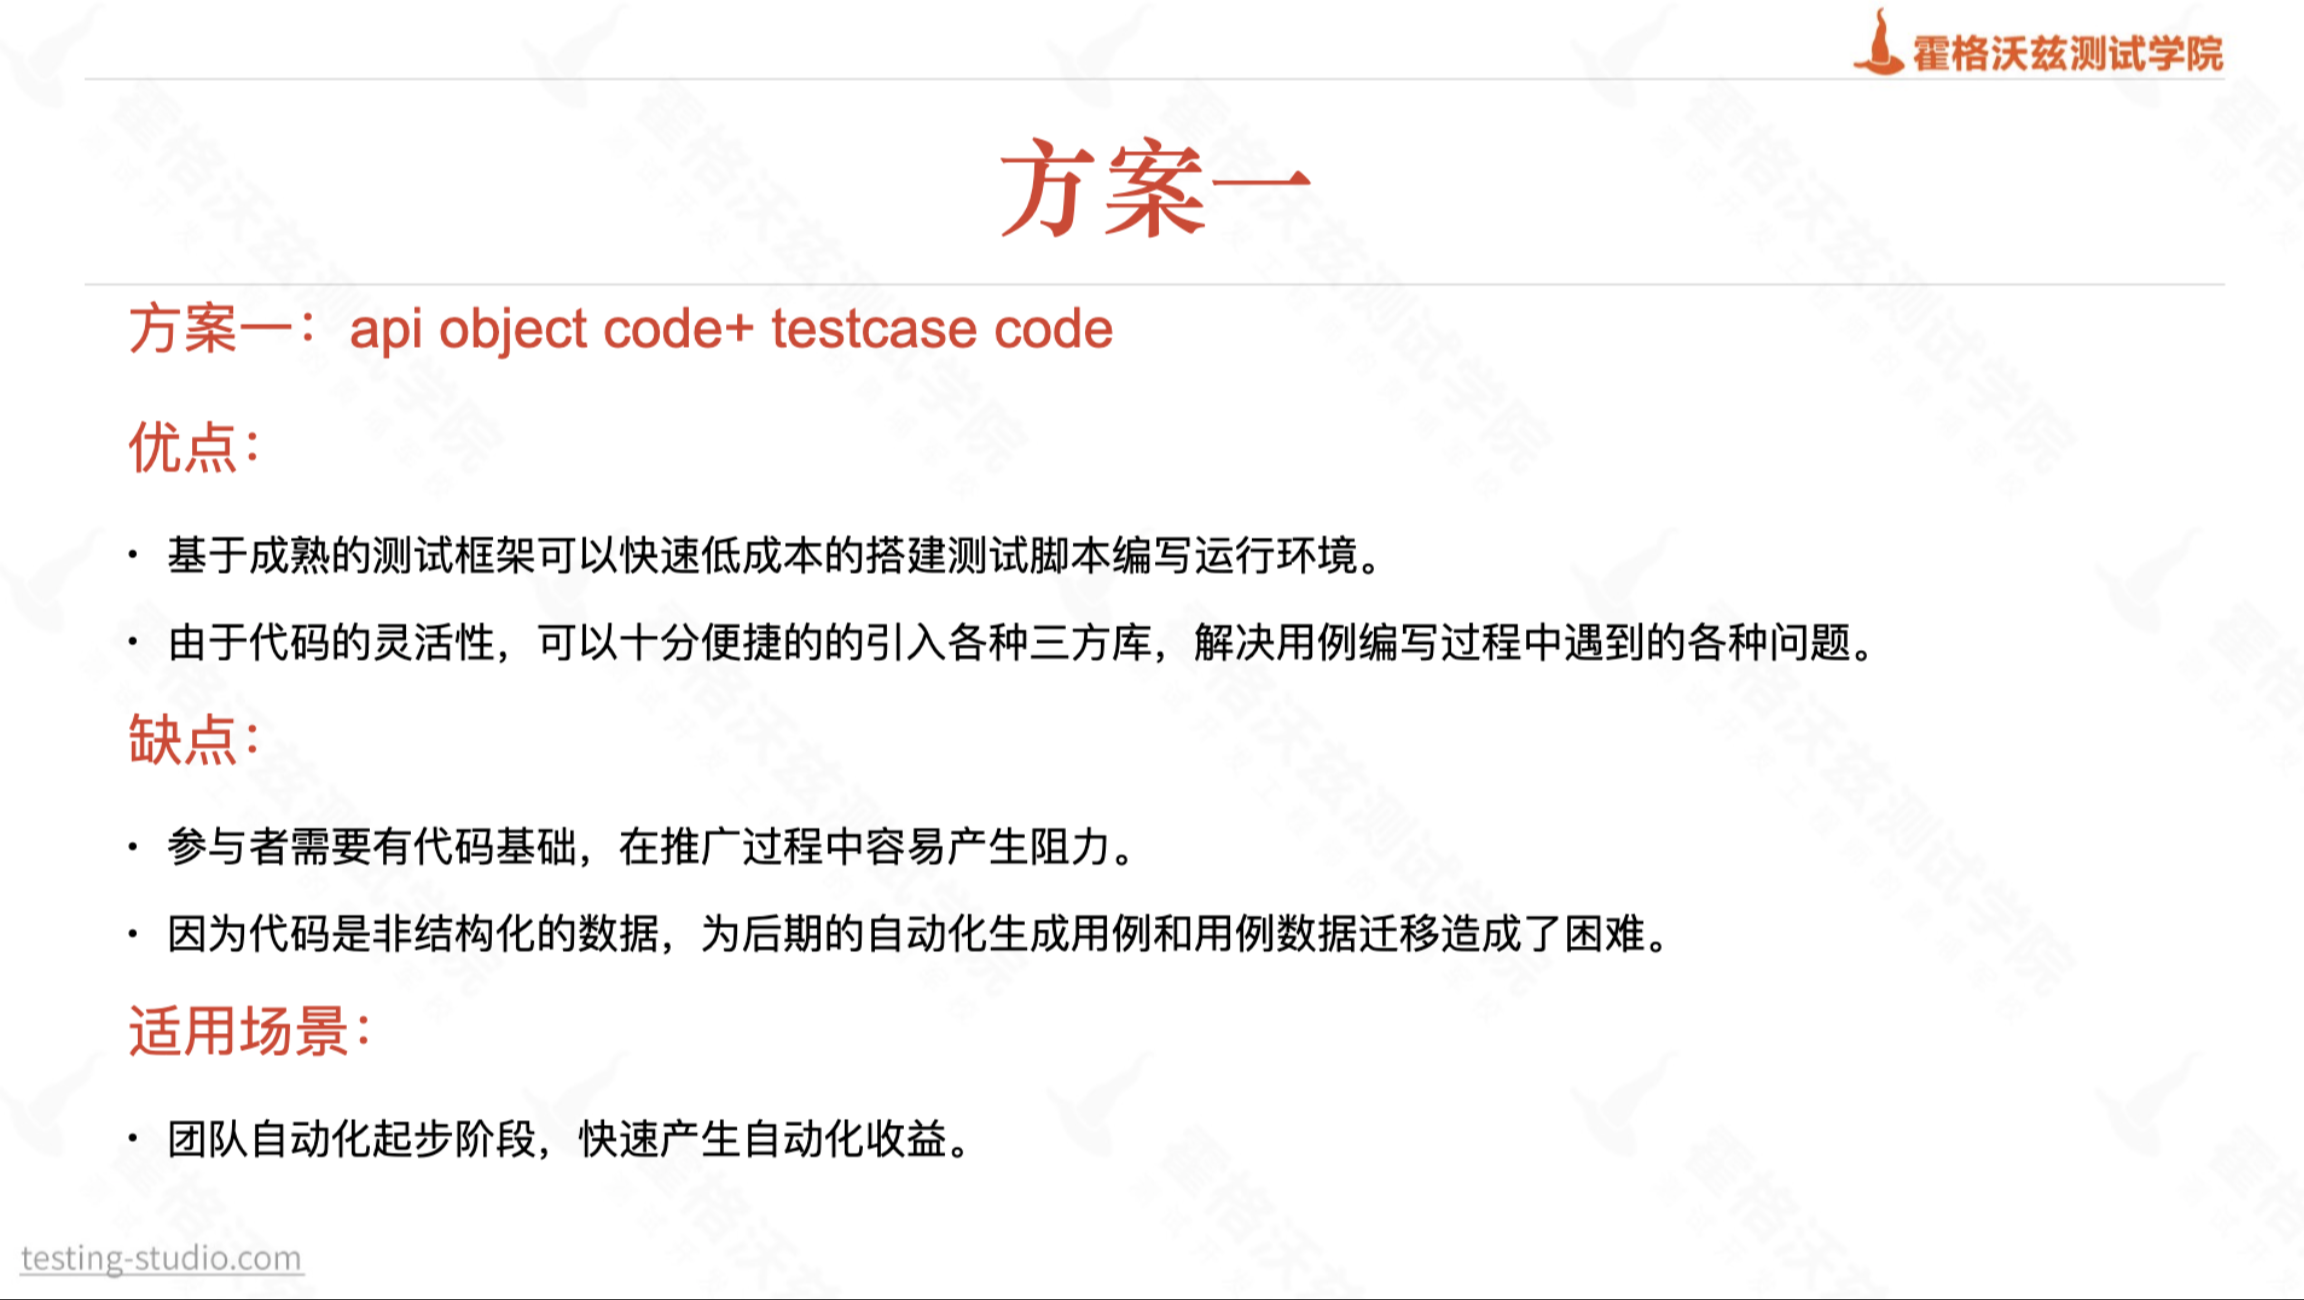 霍格沃兹测试学院
方案一
方案一：api object code+ testcase code
优点：
• 基于成熟的测试框架可以快速低成本的搭建测试脚本编写运行环境。
• 由于代码的灵活性，可以十分便捷的的引入各种三方库，解决用例编写过程中遇到的各种问题。
缺点：
• 参与者需要有代码基础，在推广过程中容易产生阻力。
• 因为代码是非结构化的数据，为后期的自动化生成用例和用例数据迁移造成了困难。
适用场景：
• 团队自动化起步阶段，快速产生自动化收益。
testing-studio.com